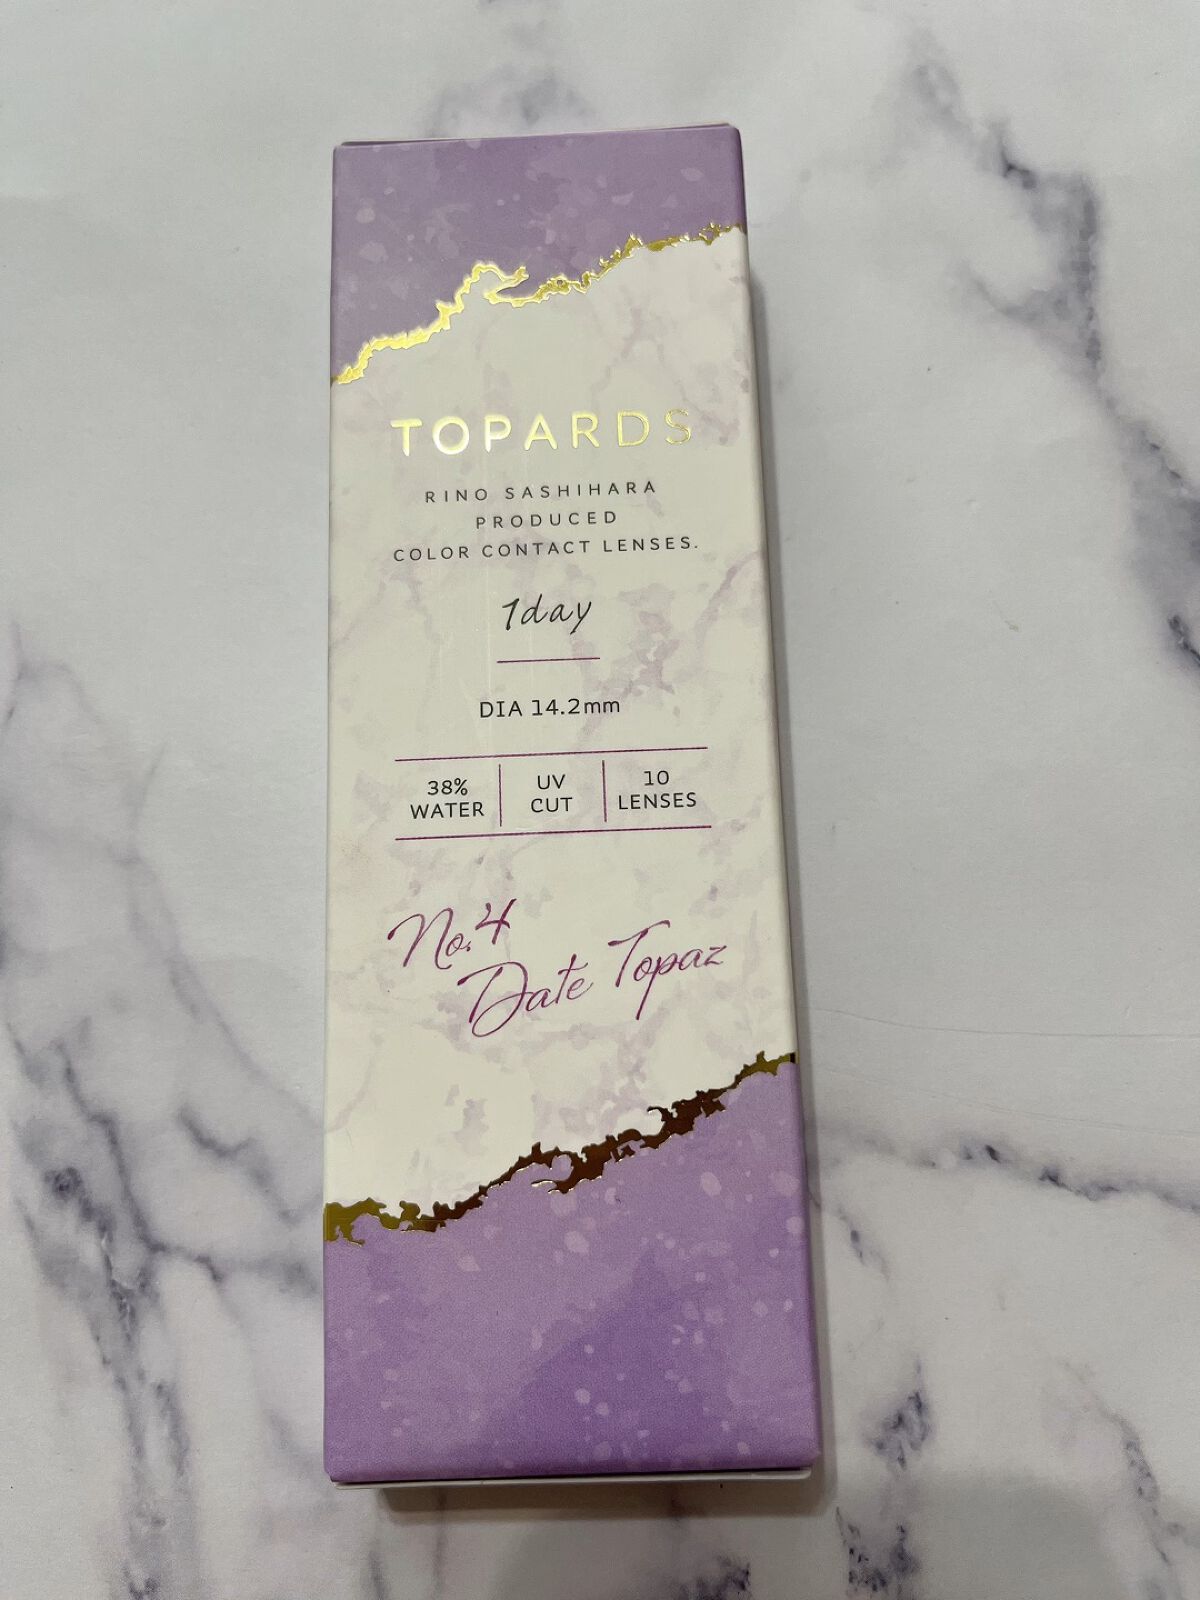 TOPARDS
RINO SASHIHARA
PRODUCED
COLOR CONTACT LENSES.
1day
DIA 14.2mm
38%
WATER
UV
CUT
10
LENSES
No.4
Date Topaz